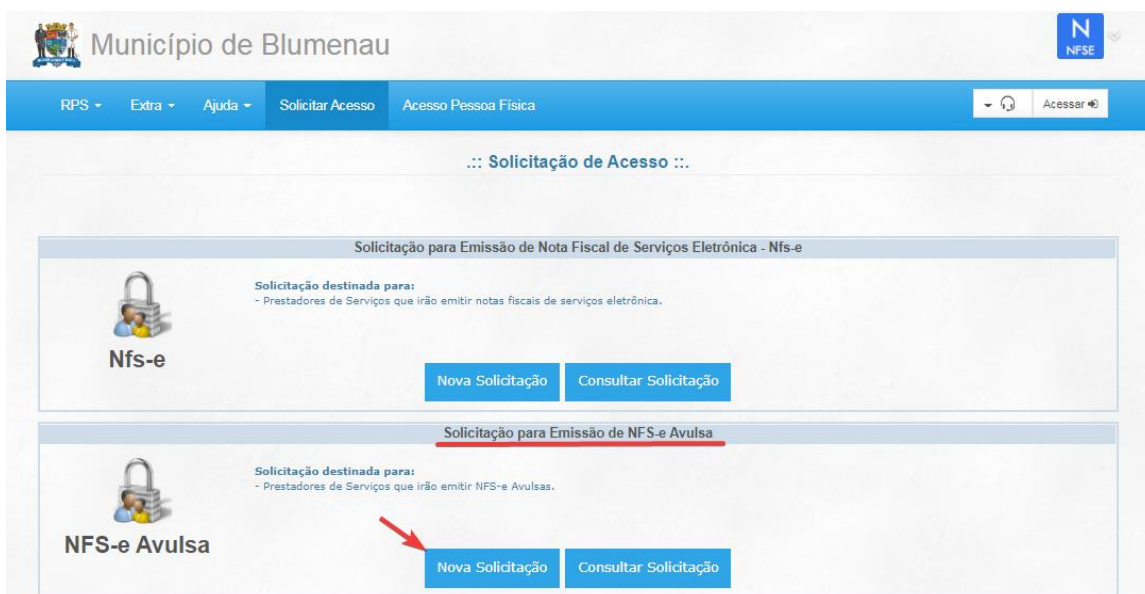 Município de Blumenau
N
NFSE
RPS Extra Ajuda Solicitar Acesso Acesso Pessoa Física Acessar
.:: Solicitação de Acesso ::.
Solicitação para Emissão de Nota Fiscal de Serviços Eletrônica - Nfs-e
Solicitação destinada para:
- Prestadores de Serviços que irão emitir notas fiscais de serviços eletrônica.
Nfs-e
Nova Solicitação Consultar Solicitação
Solicitação para Emissão de NFS-e Avulsa
Solicitação destinada para:
- Prestadores de Serviços que irão emitir NFS-e Avulsas.
NFS-e Avulsa
Nova Solicitação Consultar Solicitação